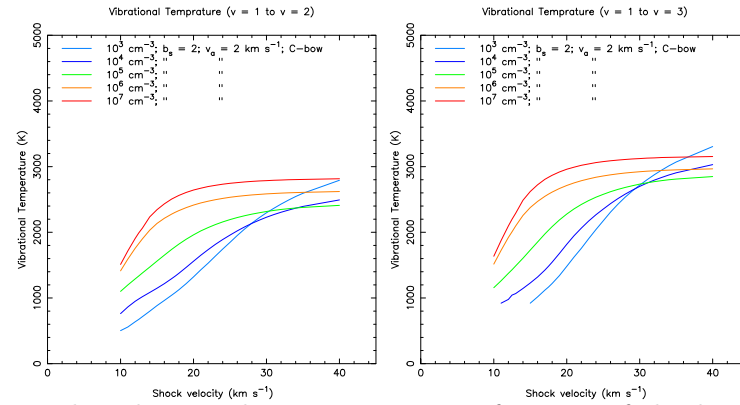 Vibrational Temprature (v = 1 to v = 2)
5000
4000
3000
2000
1000
0
Vibrational Temperature (K)
10³ cm⁻³; bₛ = 2; vₐ = 2 km s⁻¹; C-bow
10⁴ cm⁻³; " "
10⁵ cm⁻³; " "
10⁶ cm⁻³; " "
10⁷ cm⁻³; " "
0 10 20 30 40
Shock velocity (km s⁻¹)
Vibrational Temprature (v = 1 to v = 3)
5000
4000
3000
2000
1000
0
Vibrational Temperature (K)
10³ cm⁻³; bₛ = 2; vₐ = 2 km s⁻¹; C-bow
10⁴ cm⁻³; " "
10⁵ cm⁻³; " "
10⁶ cm⁻³; " "
10⁷ cm⁻³; " "
0 10 20 30 40
Shock velocity (km s⁻¹)